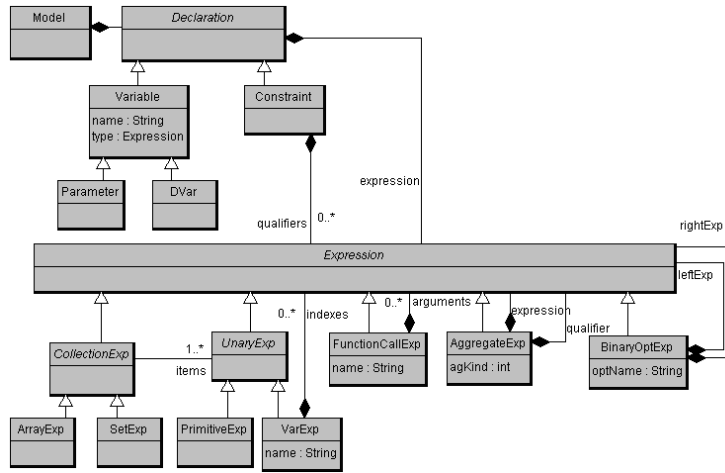 Model
Declaration
Variable
name : String
type : Expression
Constraint
Parameter
DVar
expression
qualifiers
0..*
rightExp
Expression
leftExp
0..*
indexes
0..*
arguments
expression
qualifier
CollectionExp
1..*
items
UnaryExp
FunctionCallExp
name : String
AggregateExp
agKind : int
BinaryOptExp
optName : String
ArrayExp
SetExp
PrimitiveExp
VarExp
name : String